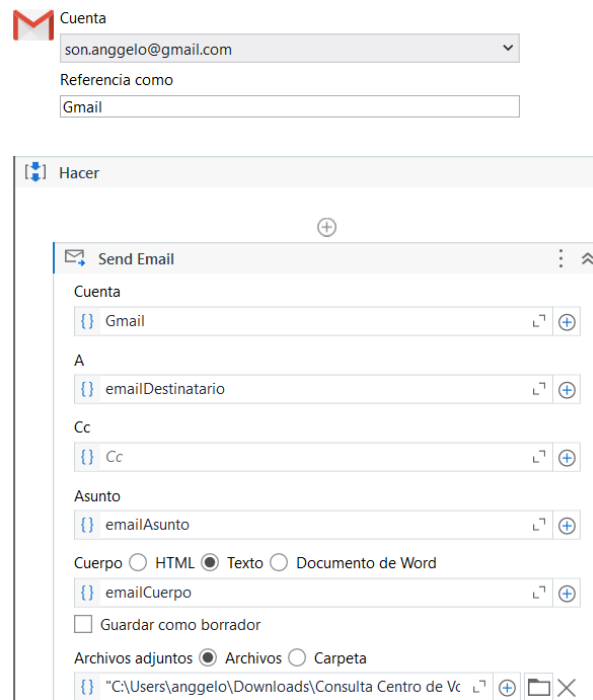 Cuenta
son.anggelo@gmail.com
Referencia como
Gmail
Hacer
Send Email
Cuenta
{} Gmail
A
{} emailDestinatario
Cc
{} Cc
Asunto
{} emailAsunto
Cuerpo HTML Texto Documento de Word
{} emailCuerpo
Guardar como borrador
Archivos adjuntos Archivos Carpeta
{} "C:\Users\anggelo\Downloads\Consulta Centro de Vc